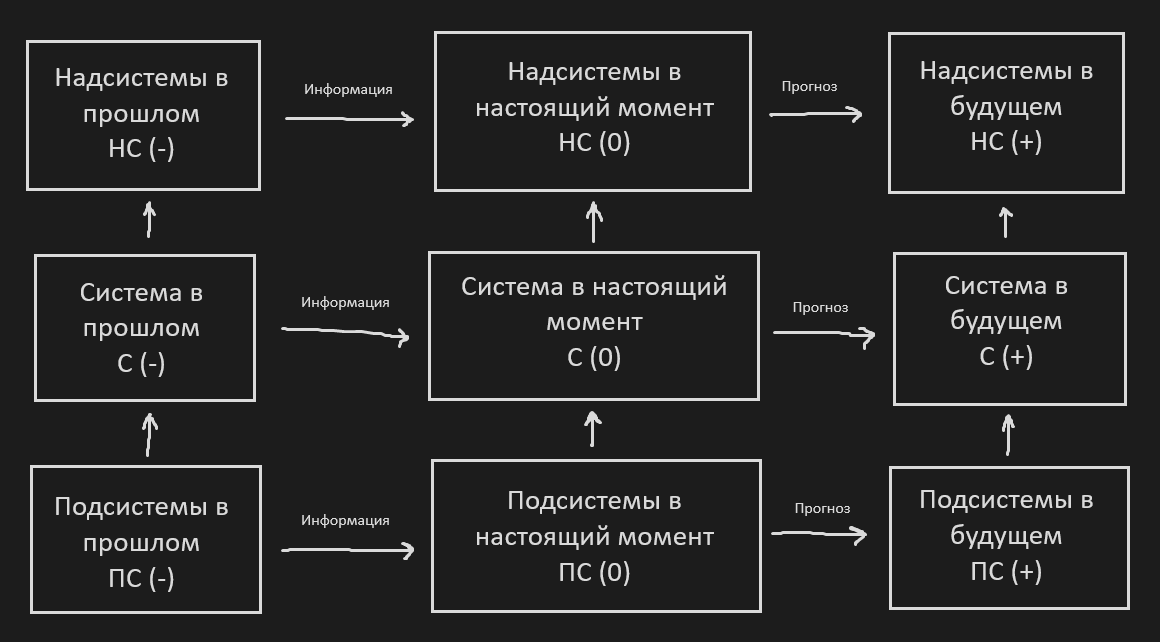 Надсистемы в
прошлом
НС (-)
Информация
Надсистемы в
настоящий момент
НС (0)
Прогноз
Надсистемы в
будущем
НС (+)
Система в
прошлом
С (-)
Информация
Система в настоящий
момент
С (0)
Прогноз
Система в
будущем
С (+)
Подсистемы в
прошлом
ПС (-)
Информация
Подсистемы в
настоящий момент
ПС (0)
Прогноз
Подсистемы в
будущем
ПС (+)